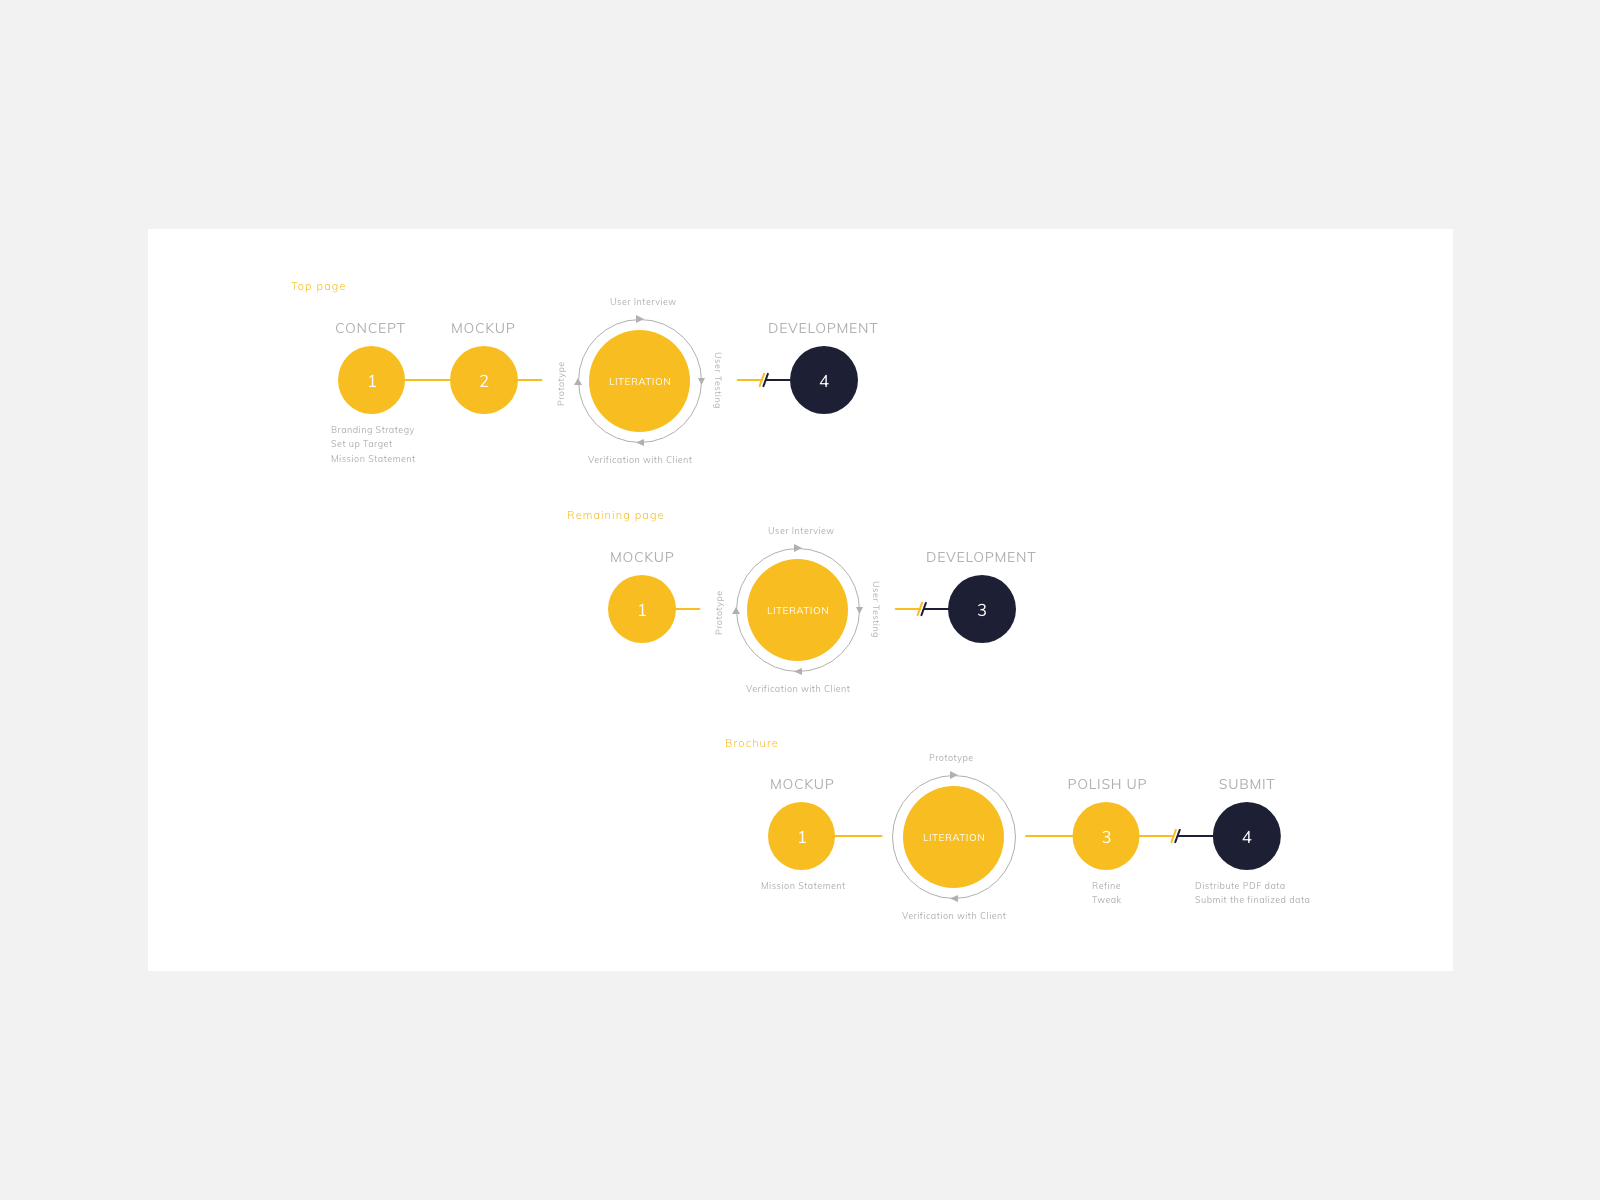 Top page
User Interview
CONCEPT
MOCKUP
DEVELOPMENT
1
2
Prototype
LITERATION
User Testing
4
Branding Strategy
Set up Target
Mission Statement
Verification with Client
Remaining page
User Interview
MOCKUP
DEVELOPMENT
1
Prototype
LITERATION
User Testing
3
Verification with Client
Brochure
Prototype
MOCKUP
POLISH UP
SUBMIT
1
LITERATION
3
4
Mission Statement
Refine
Tweak
Distribute PDF data
Submit the finalized data
Verification with Client